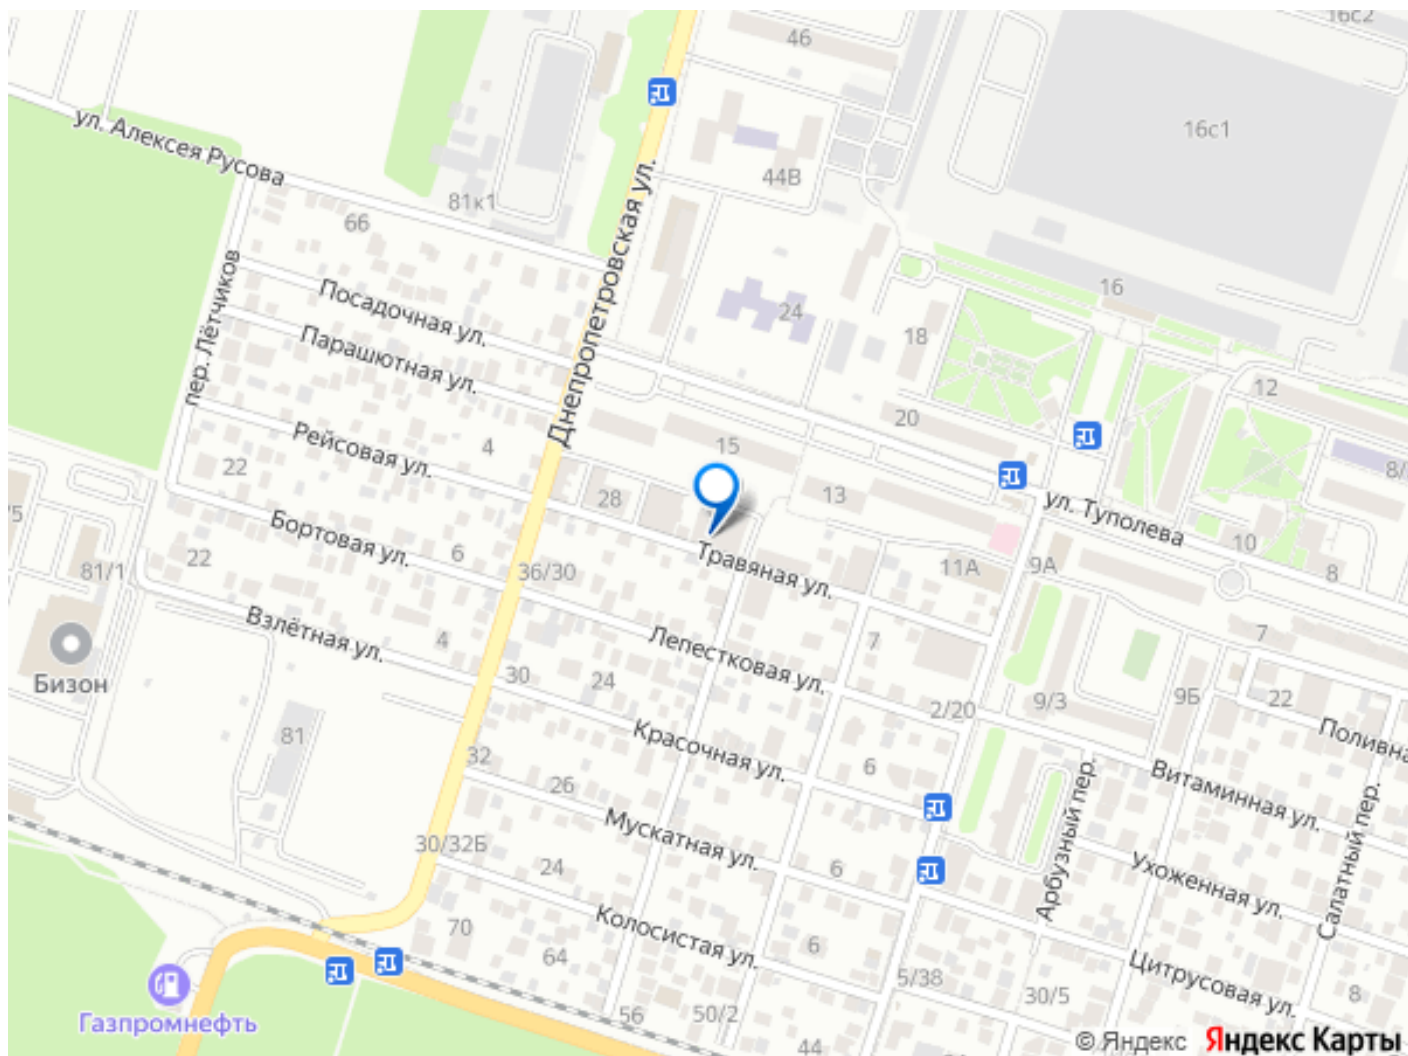 16с2
46
ул. Алексея Русова
16с1
44В
81к1
66
Днепропетровская ул.
пер. Лётчиков
Посадочная ул.
24
16
18
Парашютная ул.
12
20
Рейсовая ул.
4
15
22
28
13
ул. Туполева
Бортовая ул.
6
10
8
22
81/1
36/30
Травяная ул.
11А
9А
Взлётная ул.
4
Лепестковая ул.
7
7
Бизон
30
24
2/20
9/3
9Б
22
81
Красочная ул.
32
26
6
Витаминная ул.
Арбузный пер.
Салатный пер.
30/32Б
24
Мускатная ул.
6
Ухоженная ул.
70
64
Колосистая ул.
6
5/38
30/5
Цитрусовая ул.
8
Газпромнефть
56
50/2
44
© Яндекс Яндекс Карты